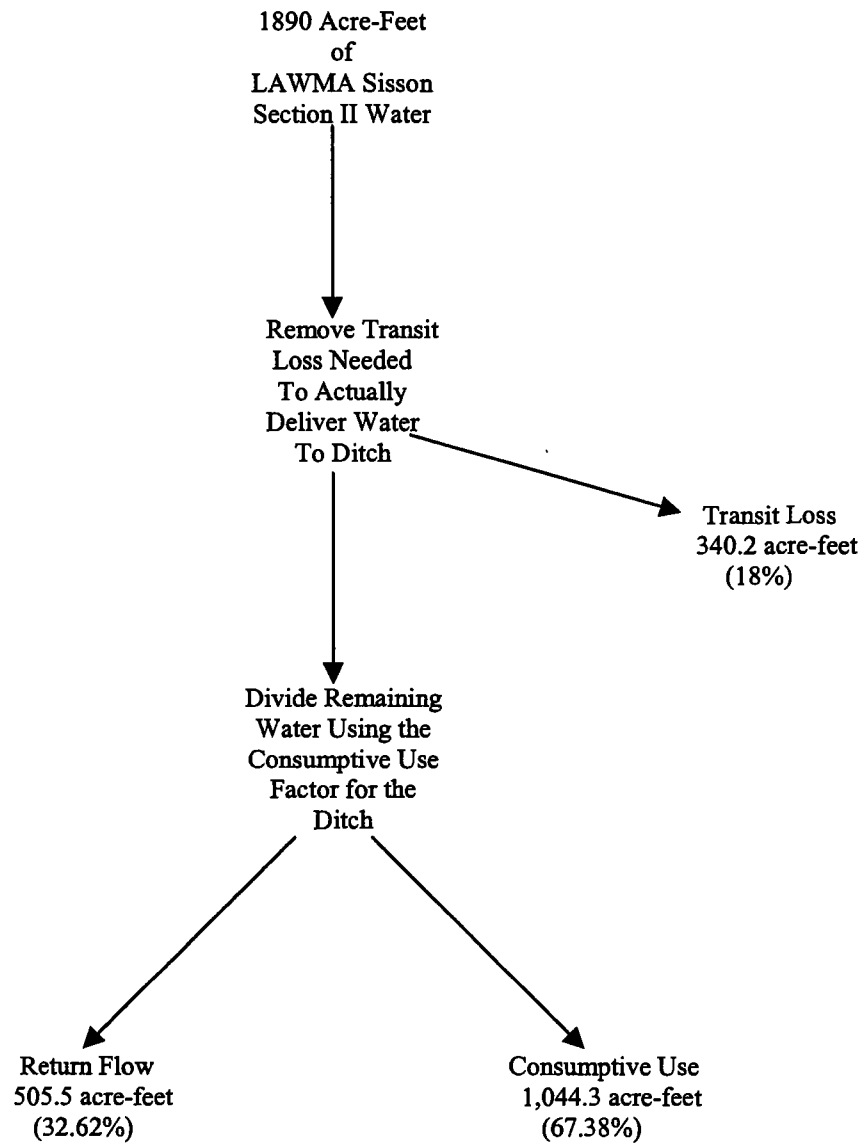 1890 Acre-Feet
of
LAWMA Sisson
Section II Water
Remove Transit
Loss Needed
To Actually
Deliver Water
To Ditch
Transit Loss
340.2 acre-feet
(18%)
Divide Remaining
Water Using the
Consumptive Use
Factor for the
Ditch
Return Flow
505.5 acre-feet
(32.62%)
Consumptive Use
1,044.3 acre-feet
(67.38%)